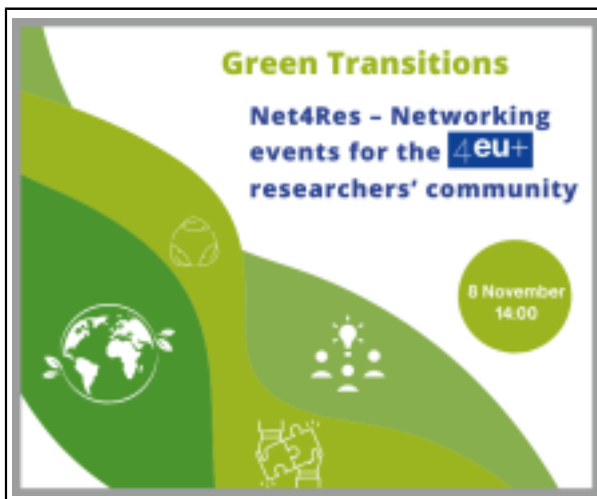 Green Transitions
Net4Res – Networking
events for the 4eu+
researchers’ community
8 November
14:00